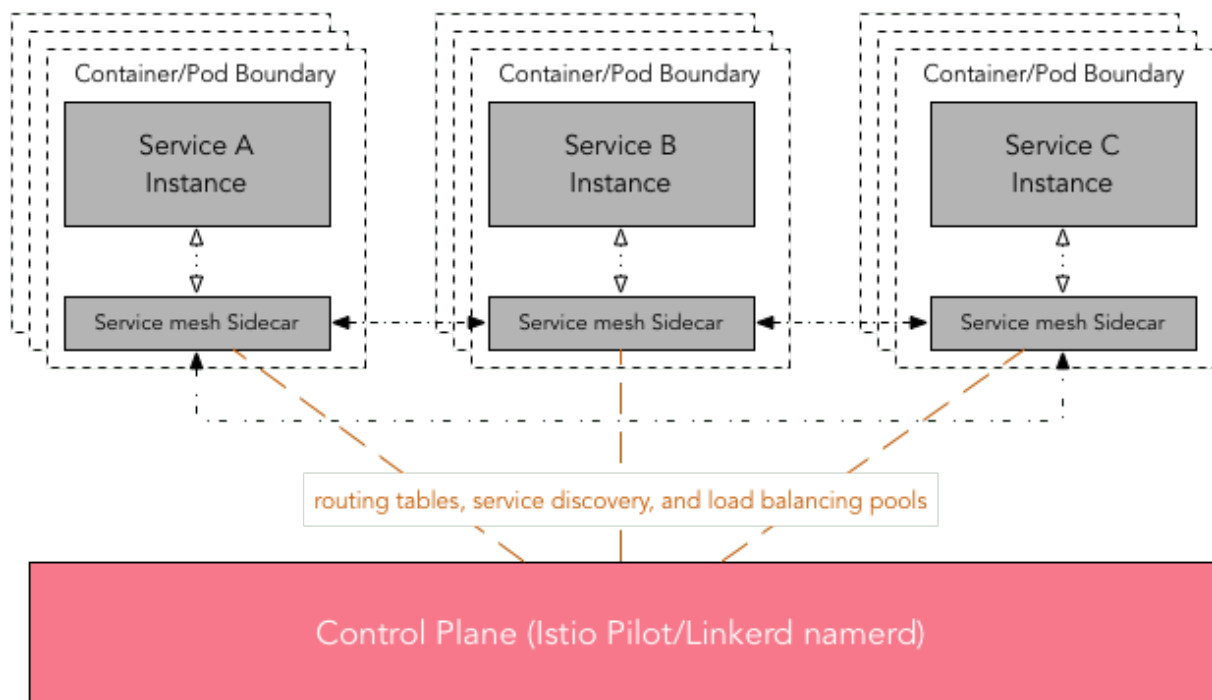 Container/Pod Boundary
Container/Pod Boundary
Container/Pod Boundary
Service A
Instance
Service B
Instance
Service C
Instance
Service mesh Sidecar
Service mesh Sidecar
Service mesh Sidecar
routing tables, service discovery, and load balancing pools
Control Plane (Istio Pilot/Linkerd namerd)